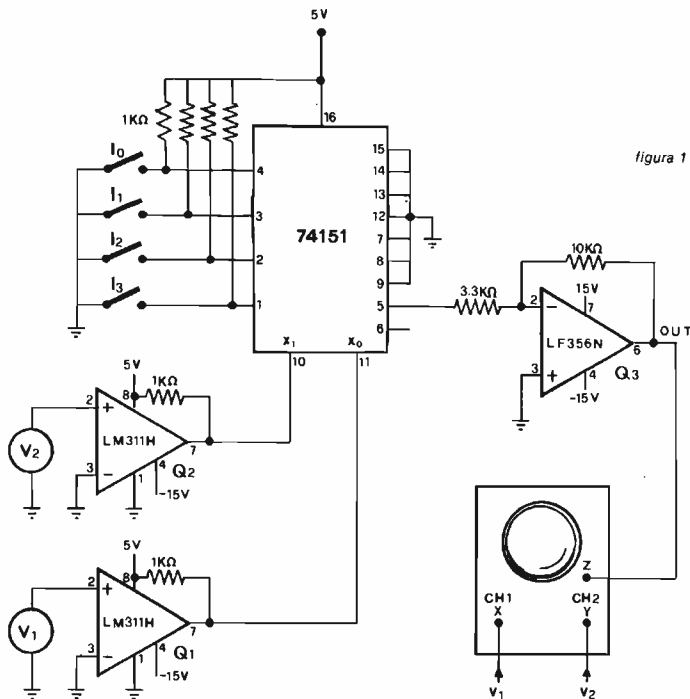 5V
1KΩ
16
figura 1
I0
4
15
14
I1
3
13
12
74151
I2
2
7
8
10KΩ
9
I3
1
5
3.3KΩ
2
15V
7
6
LF356N
OUT
X1
X0
6
10
11
3
4
Q3
5V
-15V
1KΩ
8
2
V2
LM311H
7
3
4
Q2
1
-15V
5V
Z
1KΩ
8
CH1
CH2
2
X
Y
V1
LM311H
7
3
4
Q1
1
-15V
V1
V2